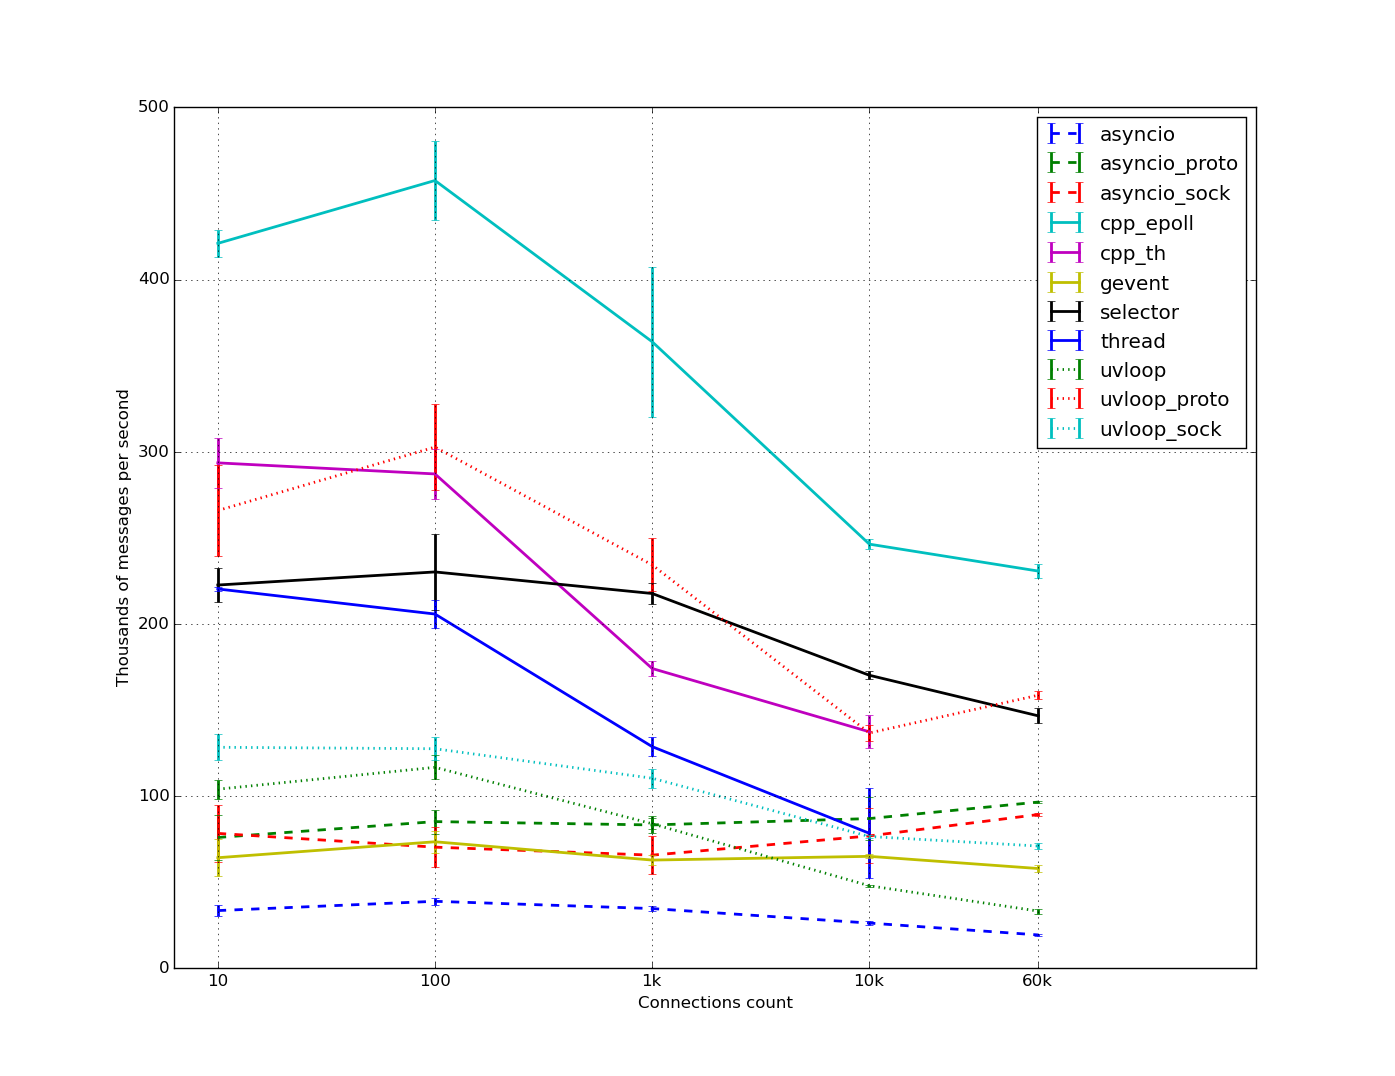 500
400
300
200
100
0
Thousands of messages per second
10
100
1k
10k
60k
Connections count
asyncio
asyncio_proto
asyncio_sock
cpp_epoll
cpp_th
gevent
selector
thread
uvloop
uvloop_proto
uvloop_sock